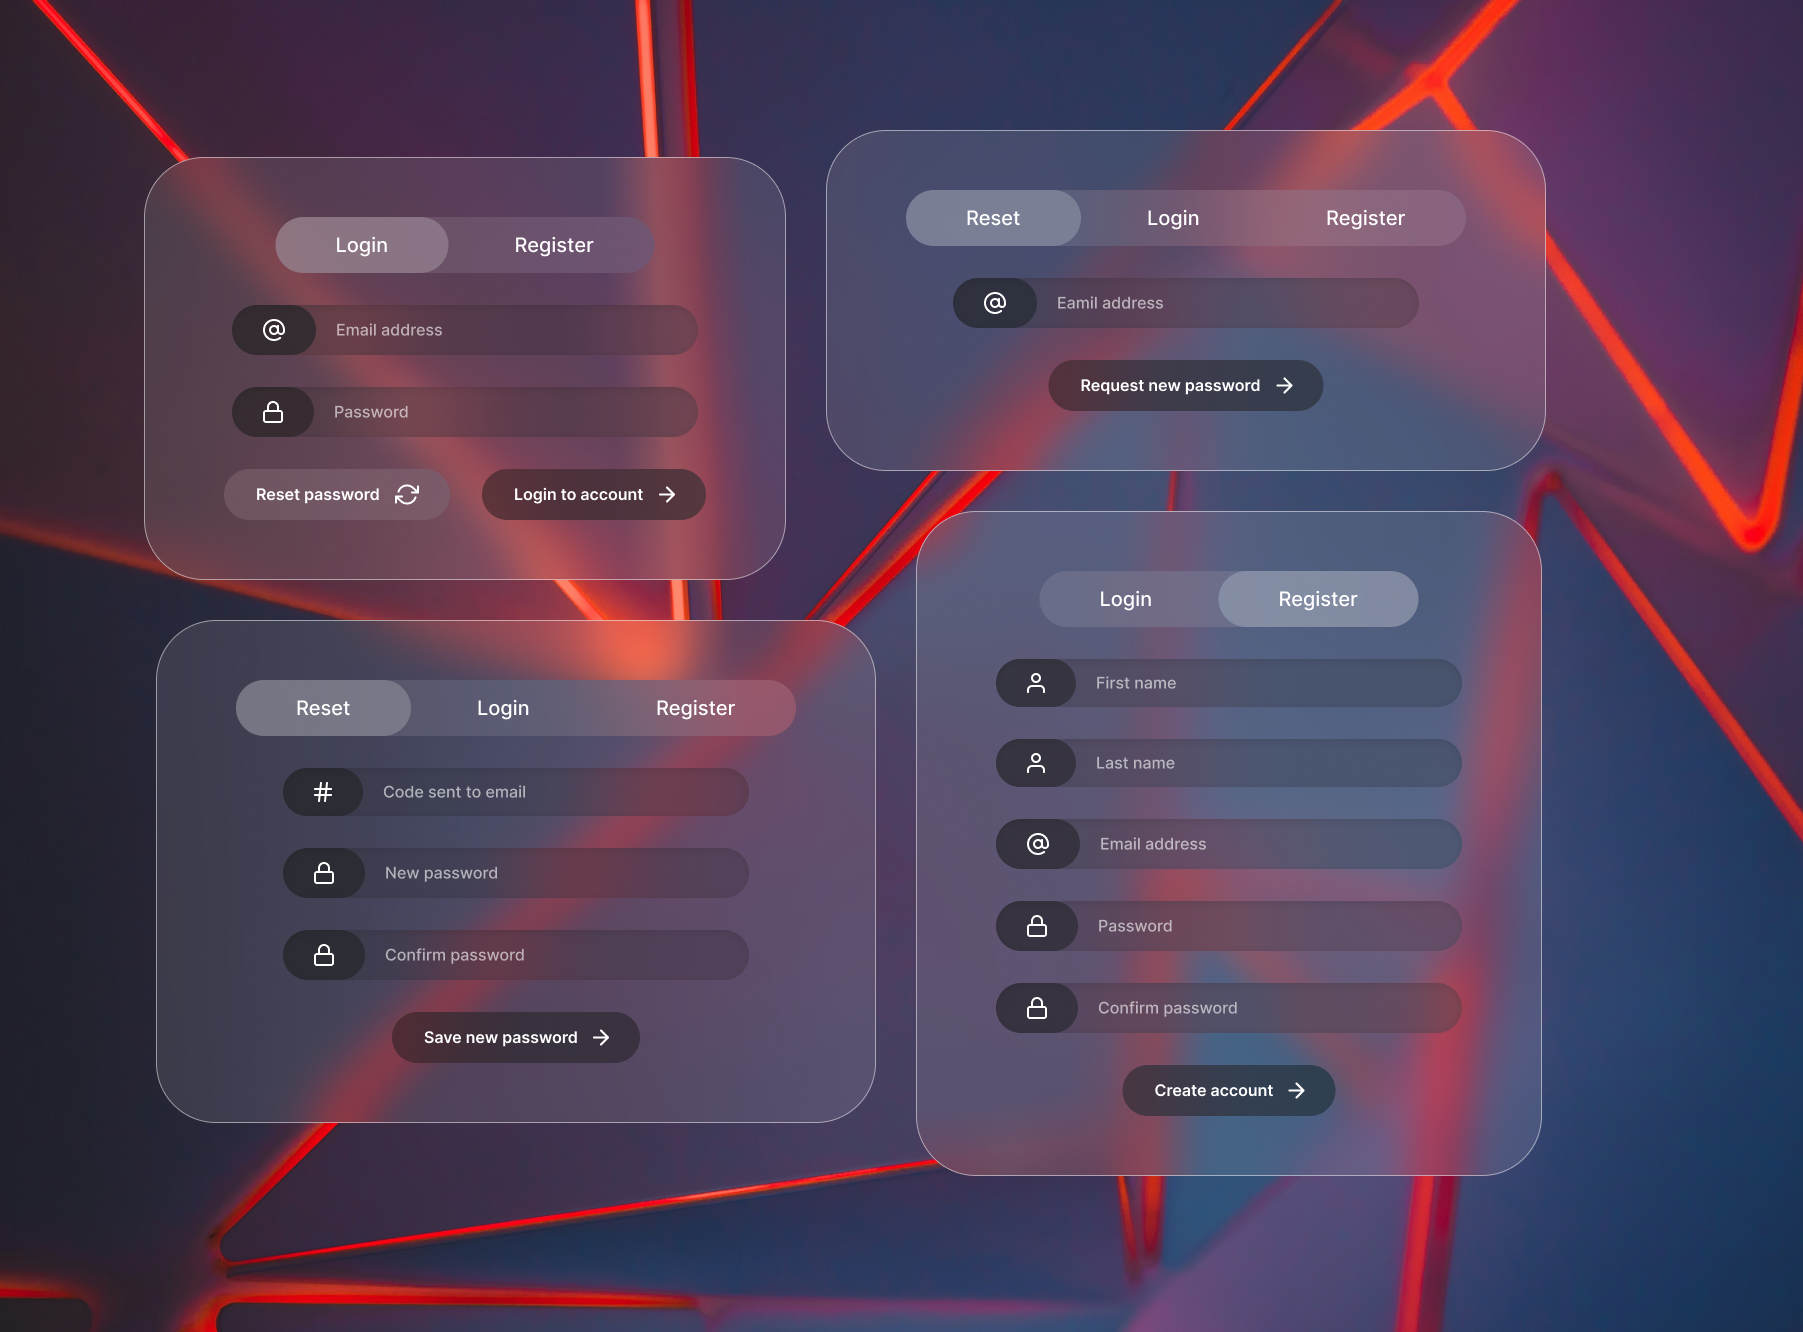 Login Register
@ Email address
Password
Reset password Login to account
Reset Login Register
@ Eamil address
Request new password
Reset Login Register
# Code sent to email
New password
Confirm password
Save new password
Login Register
First name
Last name
@ Email address
Password
Confirm password
Create account